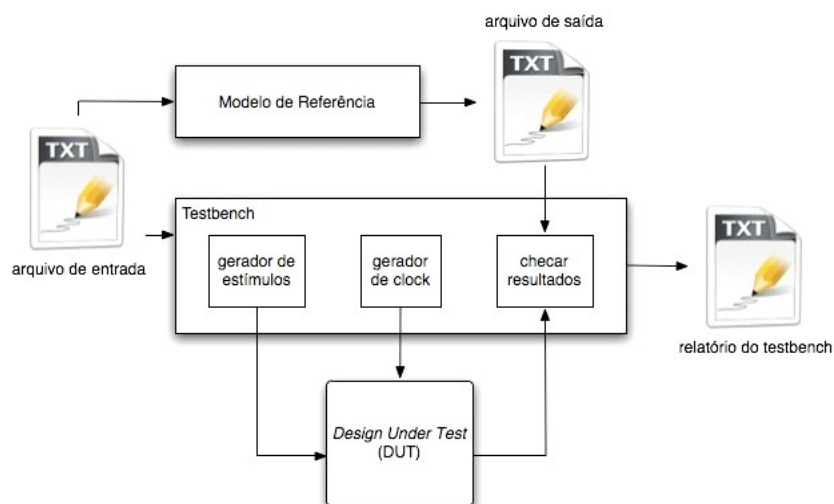 arquivo de saída
TXT
Modelo de Referência
TXT
arquivo de entrada
Testbench
gerador de
estímulos
gerador
de clock
checar
resultados
TXT
relatório do testbench
Design Under Test
(DUT)